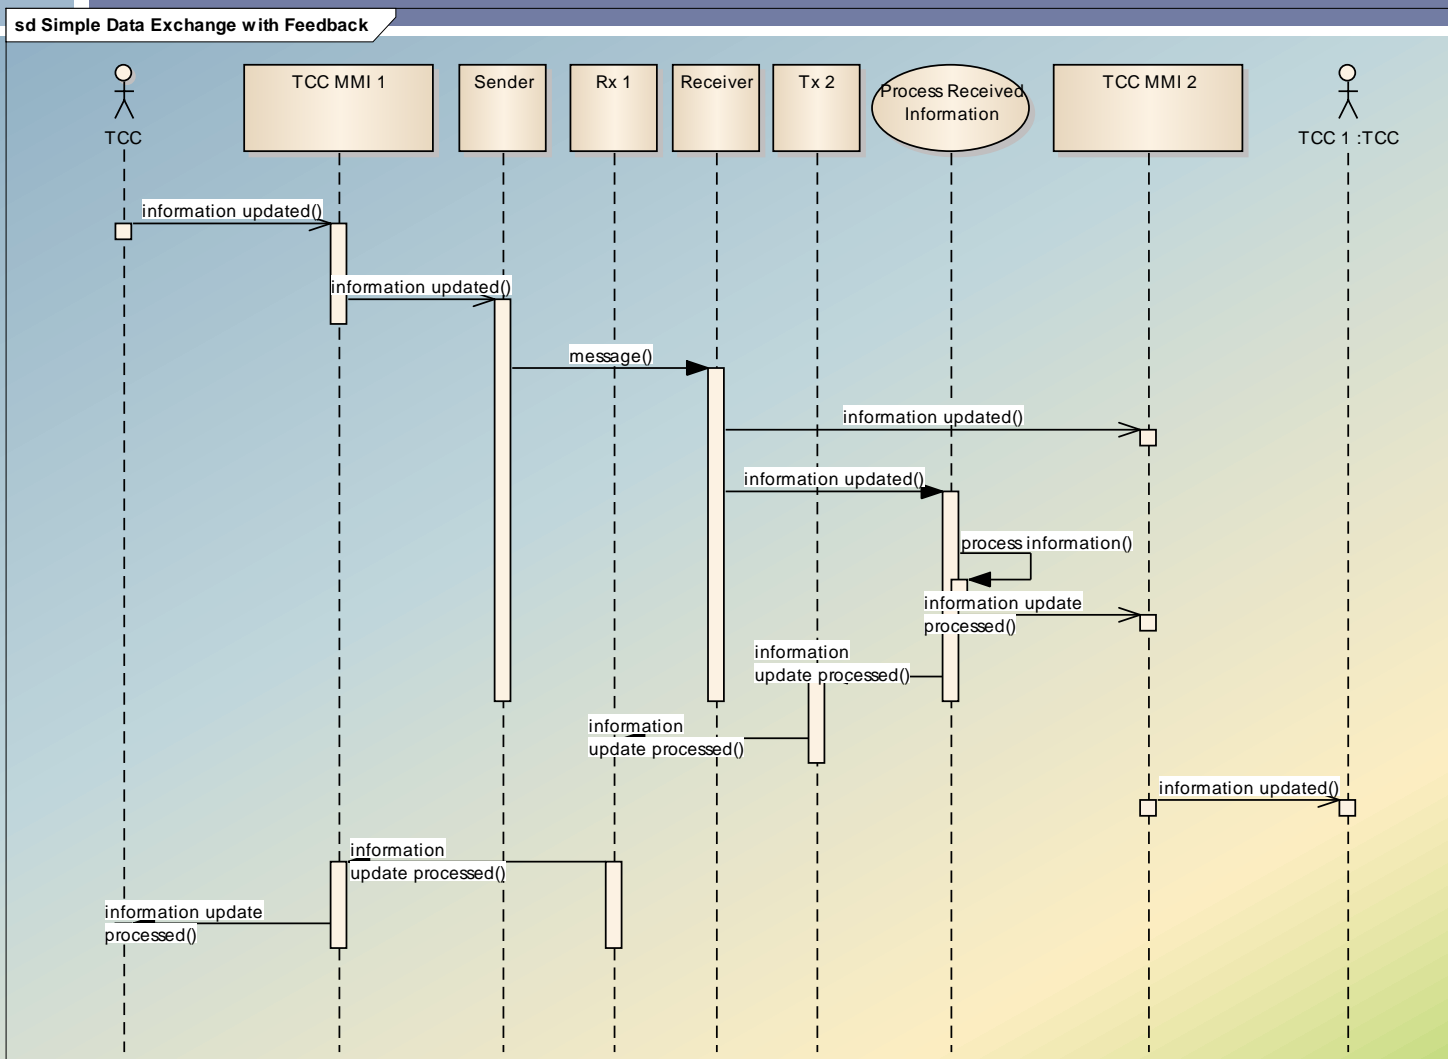 sd Simple Data Exchange with Feedback
TCC
TCC MMI 1
Sender
Rx 1
Receiver
Tx 2
Process Received
Information
TCC MMI 2
TCC 1 :TCC
information updated()
information updated()
message()
information updated()
information updated()
process information()
information update
processed()
information
update processed()
information
update processed()
information updated()
information
update processed()
information update
processed()